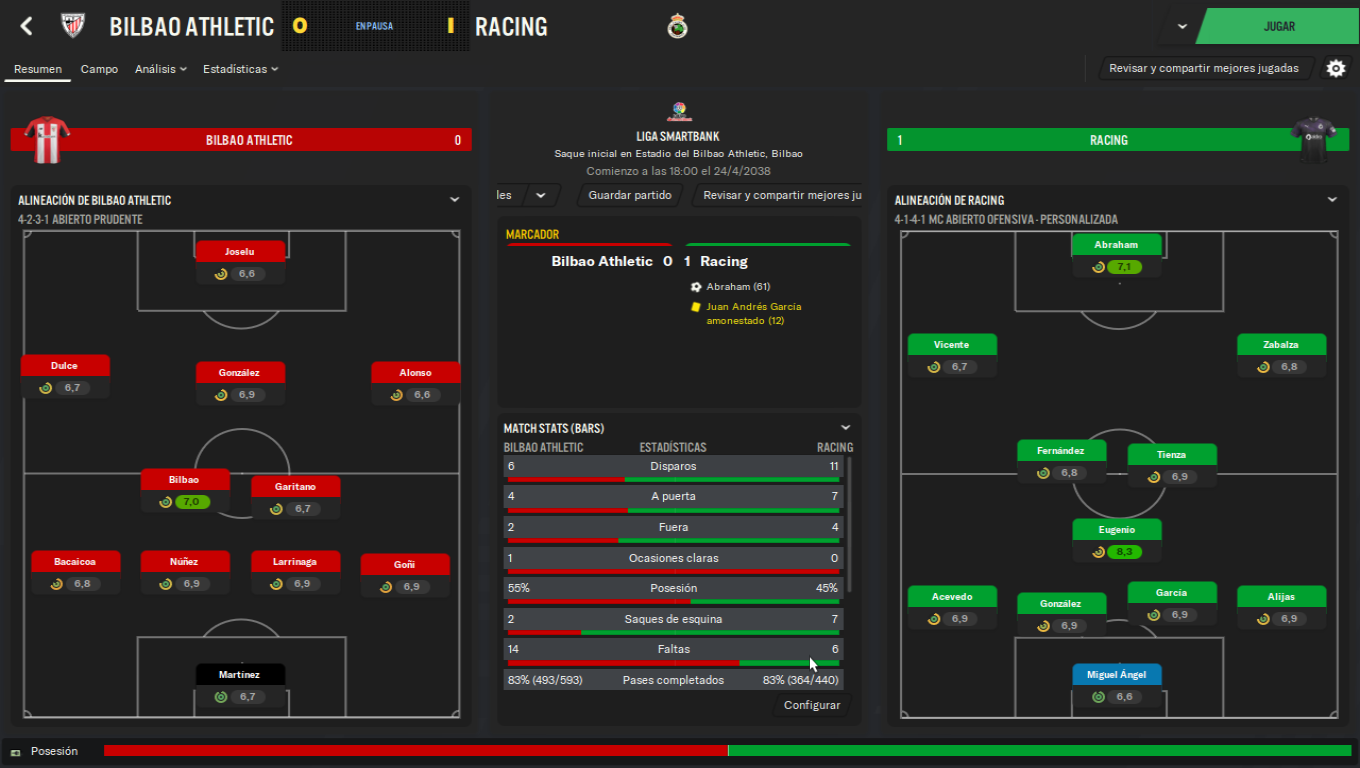 BILBAO ATHLETIC 0 EN PAUSA 1 RACING
JUGAR
Resumen Campo Análisis Estadísticas
Revisar y compartir mejores jugadas
BILBAO ATHLETIC 0
ALINEACIÓN DE BILBAO ATHLETIC
4-2-3-1 ABIERTO PRUDENTE
Joselu
6,6
Dulce
6,7
González
6,9
Alonso
6,6
Bilbao
7,0
Garitano
6,7
Bacaicoa
6,8
Núñez
6,9
Larrinaga
6,9
Goñi
6,9
Martínez
6,7
LIGA SMARTBANK
Saque inicial en Estadio del Bilbao Athletic, Bilbao
Comienzo a las 18:00 el 24/4/2038
les
Guardar partido
Revisar y compartir mejores ju
MARCADOR
Bilbao Athletic 0 1 Racing
Abraham (61)
Juan Andrés García
amonestado (12)
MATCH STATS (BARS)
BILBAO ATHLETIC ESTADÍSTICAS RACING
6 Disparos 11
4 A puerta 7
2 Fuera 4
1 Ocasiones claras 0
55% Posesión 45%
2 Saques de esquina 7
14 Faltas 6
83% (493/593) Pases completados 83% (364/440)
Configurar
1 RACING
ALINEACIÓN DE RACING
4-1-4-1 MC ABIERTO OFENSIVA - PERSONALIZADA
Abraham
7,1
Vicente
6,7
Zabalza
6,8
Fernández
6,8
Tienza
6,9
Eugenio
8,3
Acevedo
6,9
González
6,9
García
6,9
Alijas
6,9
Miguel Ángel
6,6
Posesión